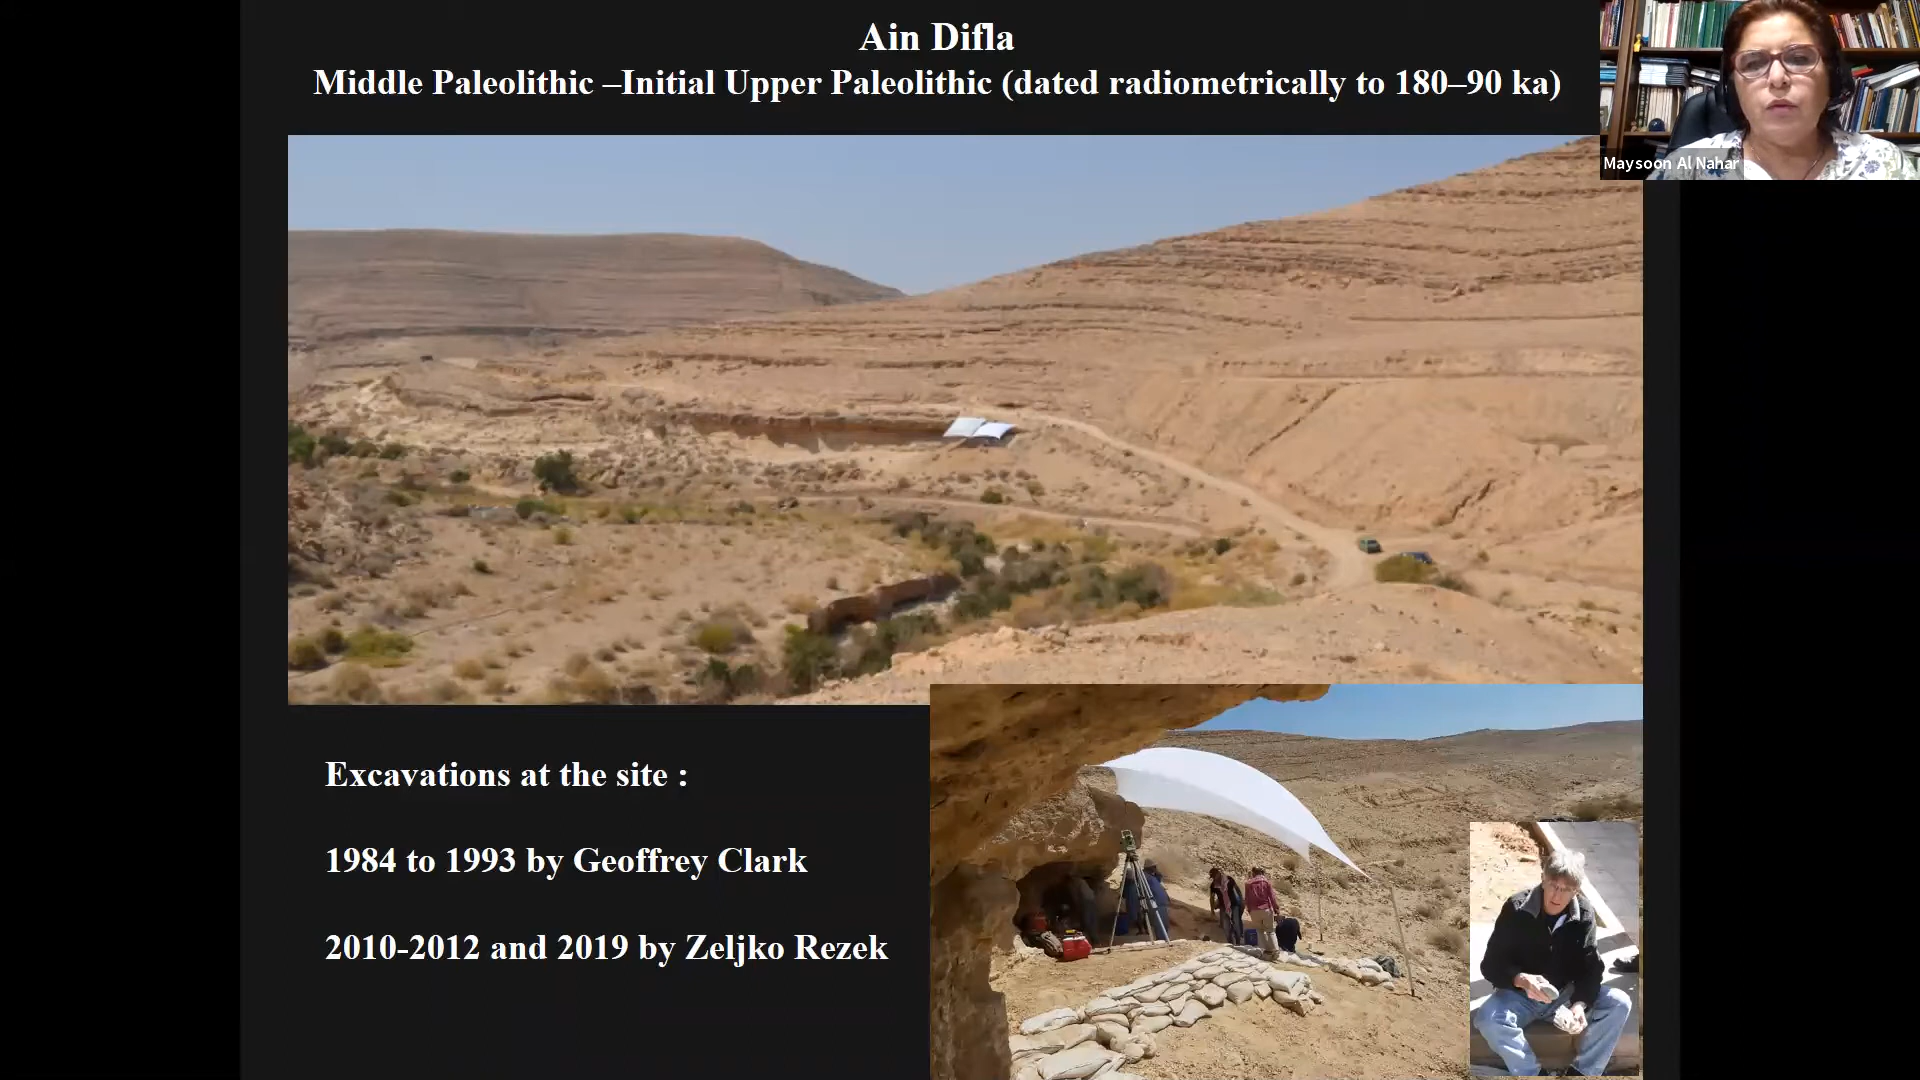 Ain Difla
Middle Paleolithic –Initial Upper Paleolithic (dated radiometrically to 180–90 ka)
Maysoon Al Nahar
Excavations at the site :
1984 to 1993 by Geoffrey Clark
2010-2012 and 2019 by Zeljko Rezek